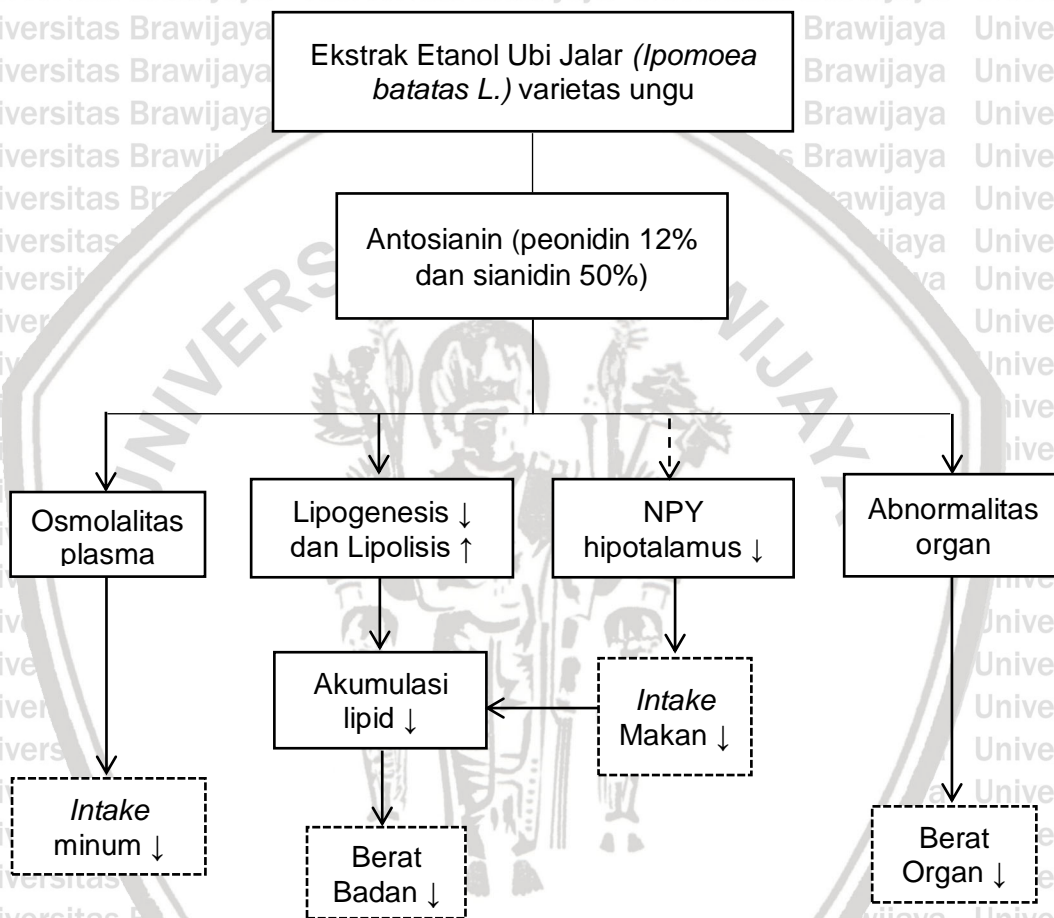 Ekstrak Etanol Ubi Jalar (Ipomoea
batatas L.) varietas ungu
Antosianin (peonidin 12%
dan sianidin 50%)
Osmolalitas
plasma
Lipogenesis ↓
dan Lipolisis ↑
NPY
hipotalamus ↓
Abnormalitas
organ
Akumulasi
lipid ↓
Intake
Makan ↓
Intake
minum ↓
Berat
Badan ↓
Berat
Organ ↓